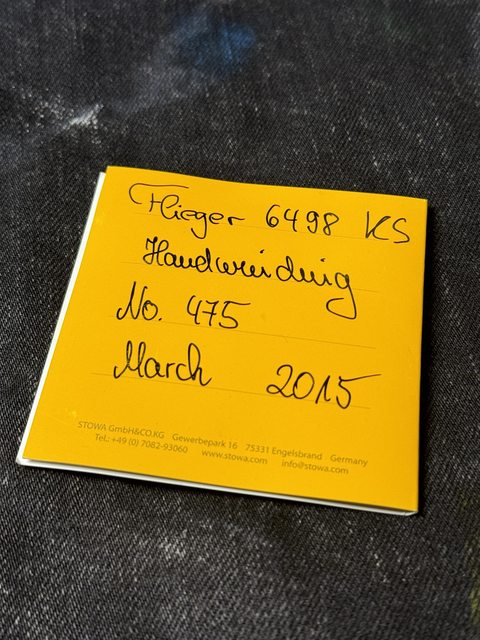 Flieger 6498 KS
Handwinding
No. 475
March 2015
STOWA GmbH&CO.KG Gewerbepark 16 75331 Engelsbrand Germany
Tel.: +49 (0) 7082-93060 www.stowa.com info@stowa.com